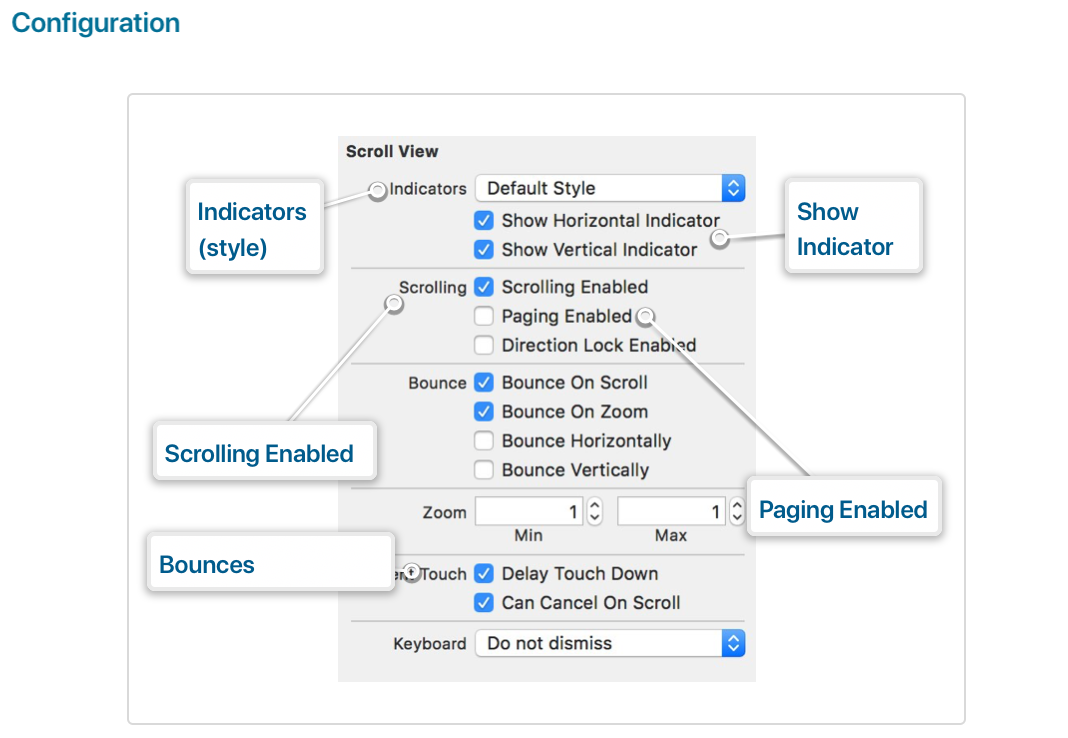 Configuration
Scroll View
Indicators Default Style
Show Horizontal Indicator
Show Vertical Indicator
Indicators
(style)
Show
Indicator
Scrolling Scrolling Enabled
Paging Enabled
Direction Lock Enabled
Bounce Bounce On Scroll
Bounce On Zoom
Bounce Horizontally
Bounce Vertically
Scrolling Enabled
Paging Enabled
Zoom 1 1
Min Max
Bounces
Touch Delay Touch Down
Can Cancel On Scroll
Keyboard Do not dismiss